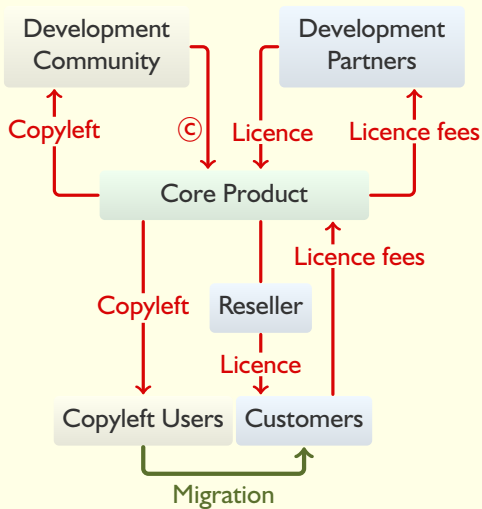 Development
Community
Development
Partners
Copyleft
©
Licence
Licence fees
Core Product
Licence fees
Copyleft
Reseller
Licence
Copyleft Users
Customers
Migration